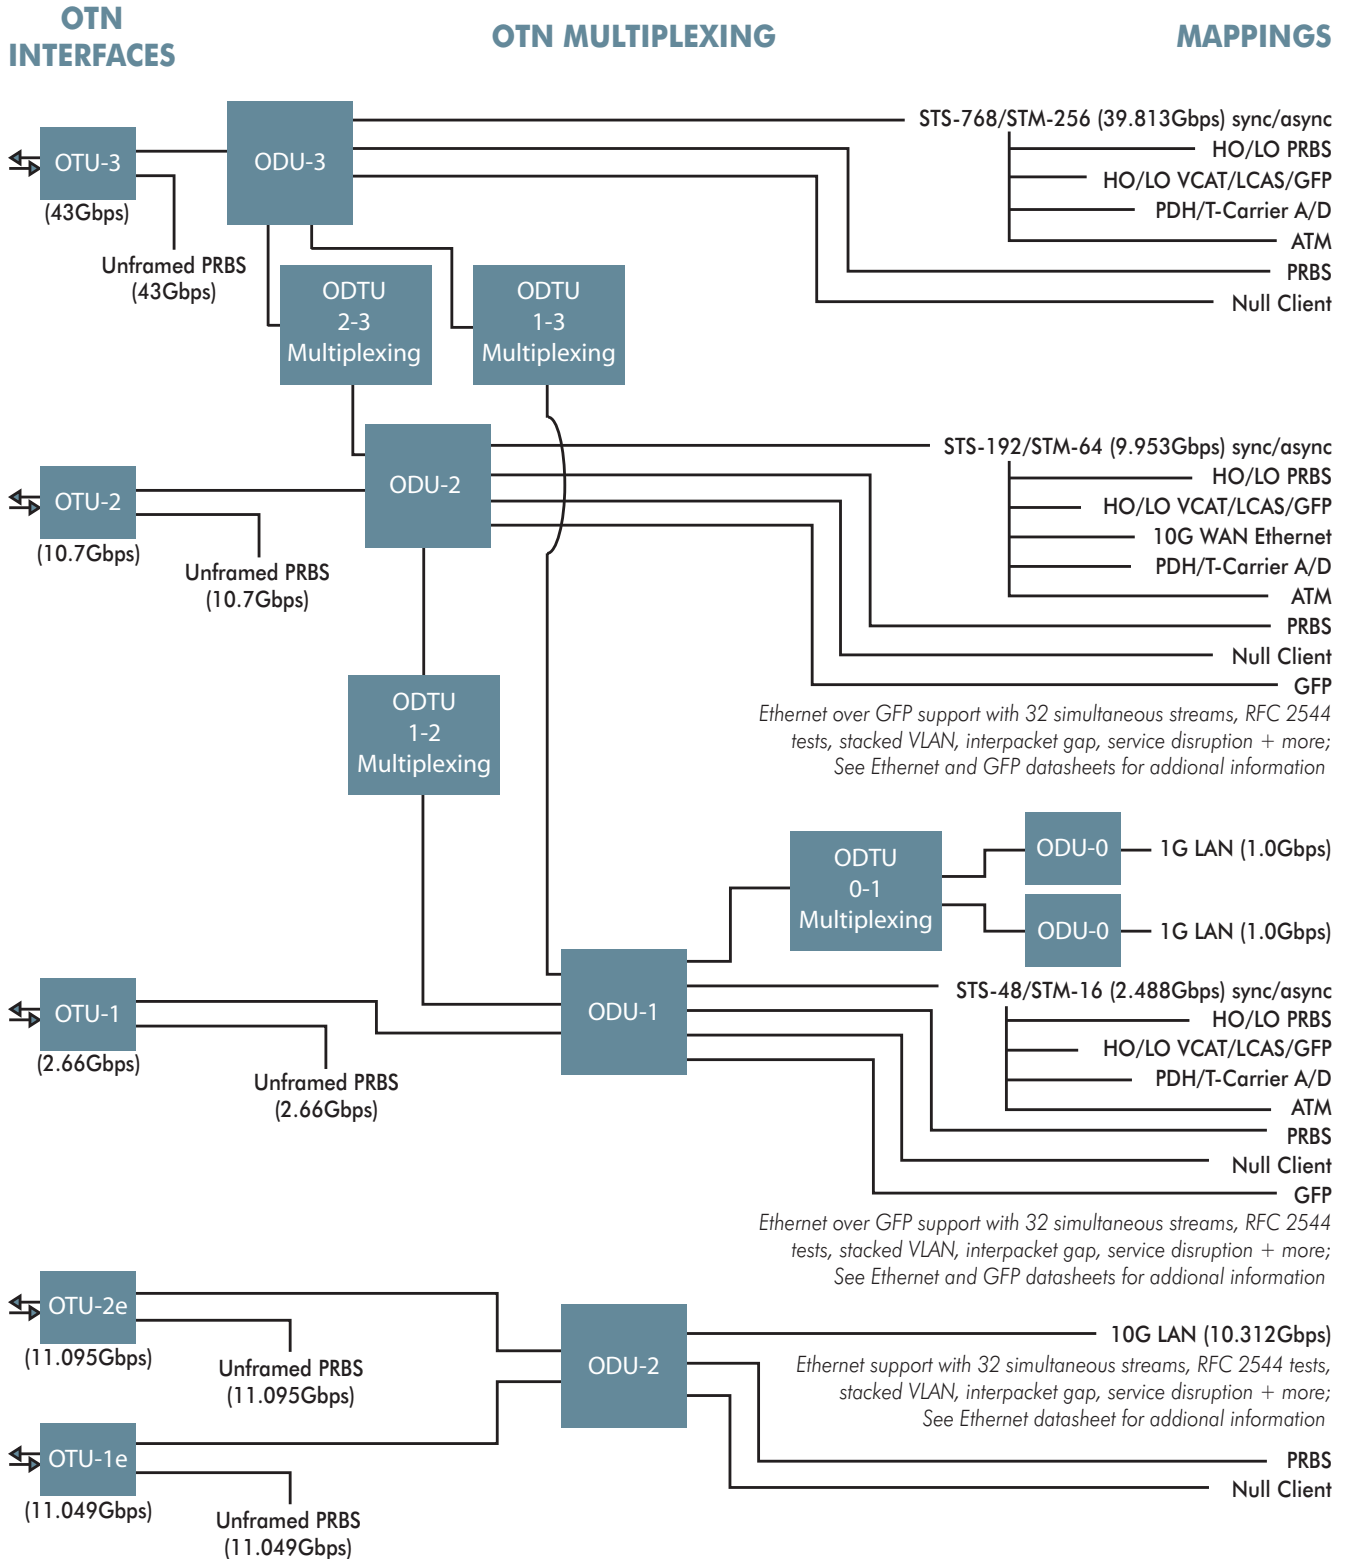 OTN
INTERFACES
OTN MULTIPLEXING
MAPPINGS
OTU-3
(43Gbps)
Unframed PRBS
(43Gbps)
ODU-3
STS-768/STM-256 (39.813Gbps) sync/async
HO/LO PRBS
HO/LO VCAT/LCAS/GFP
PDH/T-Carrier A/D
ATM
PRBS
Null Client
ODTU
2-3
Multiplexing
ODTU
1-3
Multiplexing
OTU-2
(10.7Gbps)
Unframed PRBS
(10.7Gbps)
ODU-2
STS-192/STM-64 (9.953Gbps) sync/async
HO/LO PRBS
HO/LO VCAT/LCAS/GFP
10G WAN Ethernet
PDH/T-Carrier A/D
ATM
PRBS
Null Client
GFP
Ethernet over GFP support with 32 simultaneous streams, RFC 2544
tests, stacked VLAN, interpacket gap, service disruption + more;
See Ethernet and GFP datasheets for addional information
ODTU
1-2
Multiplexing
ODTU
0-1
Multiplexing
ODU-0
1G LAN (1.0Gbps)
ODU-0
1G LAN (1.0Gbps)
OTU-1
(2.66Gbps)
Unframed PRBS
(2.66Gbps)
ODU-1
STS-48/STM-16 (2.488Gbps) sync/async
HO/LO PRBS
HO/LO VCAT/LCAS/GFP
PDH/T-Carrier A/D
ATM
PRBS
Null Client
GFP
Ethernet over GFP support with 32 simultaneous streams, RFC 2544
tests, stacked VLAN, interpacket gap, service disruption + more;
See Ethernet and GFP datasheets for addional information
OTU-2e
(11.095Gbps)
Unframed PRBS
(11.095Gbps)
ODU-2
10G LAN (10.312Gbps)
Ethernet support with 32 simultaneous streams, RFC 2544 tests,
stacked VLAN, interpacket gap, service disruption + more;
See Ethernet datasheet for addional information
PRBS
Null Client
OTU-1e
(11.049Gbps)
Unframed PRBS
(11.049Gbps)